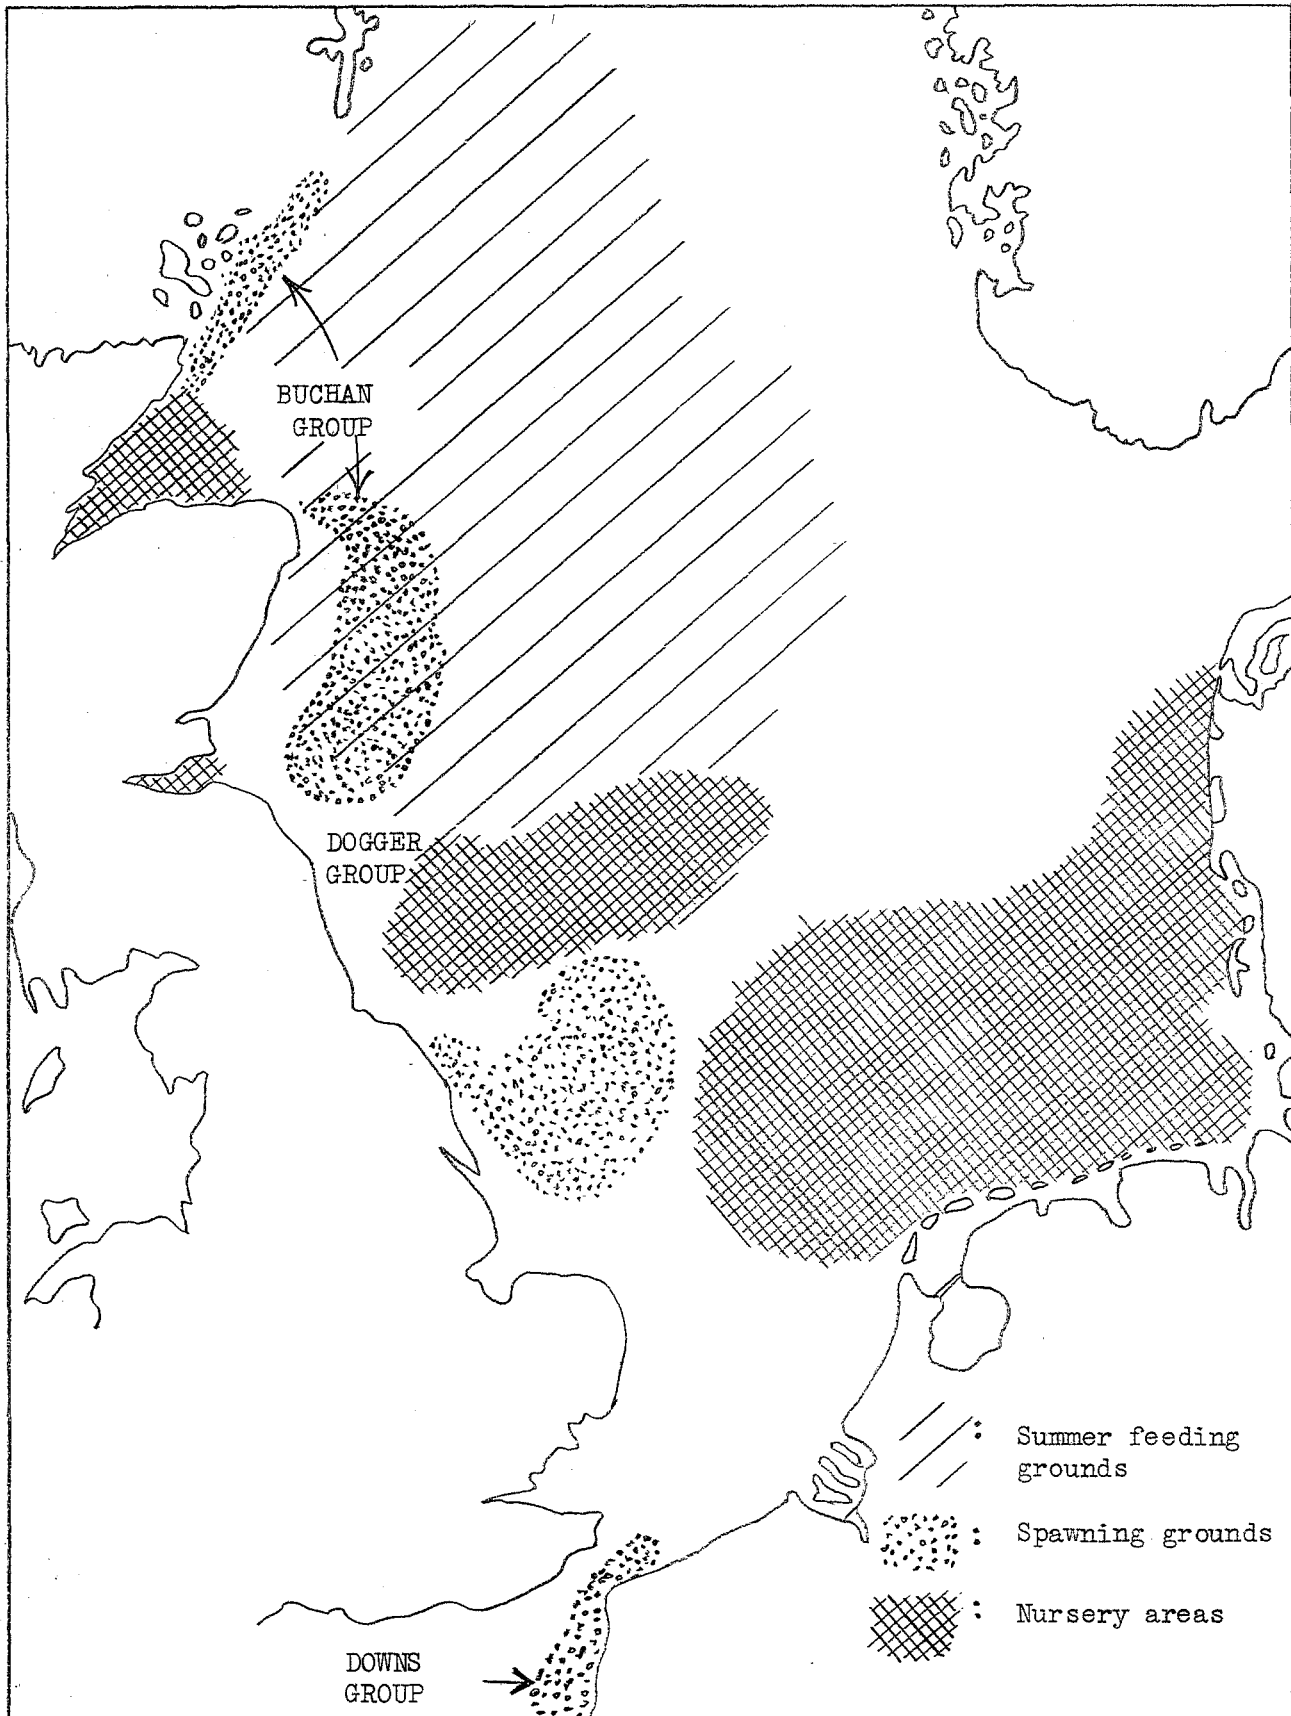 BUCHAN
GROUP
DOGGER
GROUP
: Summer feeding
grounds
: Spawning grounds
: Nursery areas
DOWNS
GROUP